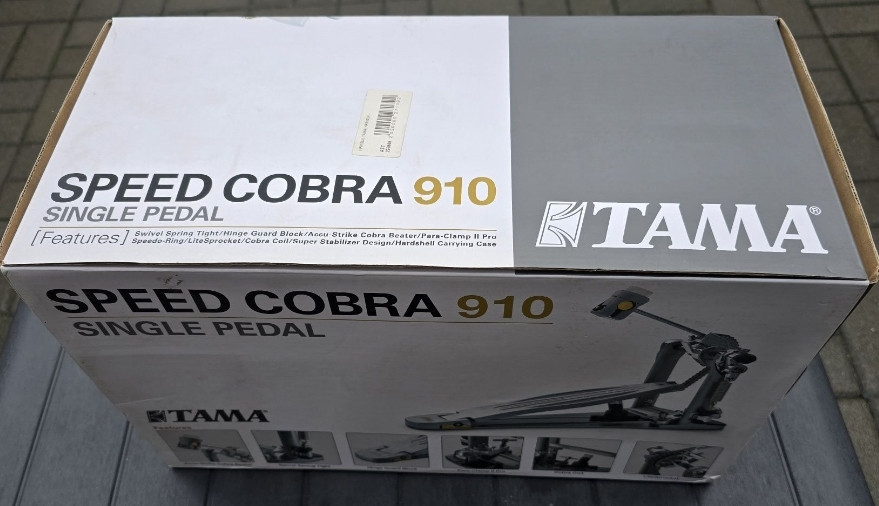 SPEED COBRA 910
SINGLE PEDAL
[Features] Swivel Spring Tight/Hinge Guard Block/Accu Strike Cobra Beater/Para-Clamp II Pro
Speedo-Ring/LiteSprocket/Cobra Coil/Super Stabilizer Design/Hardshell Carrying Case
TAMA®
SPEED COBRA 910
SINGLE PEDAL
TAMA
Features